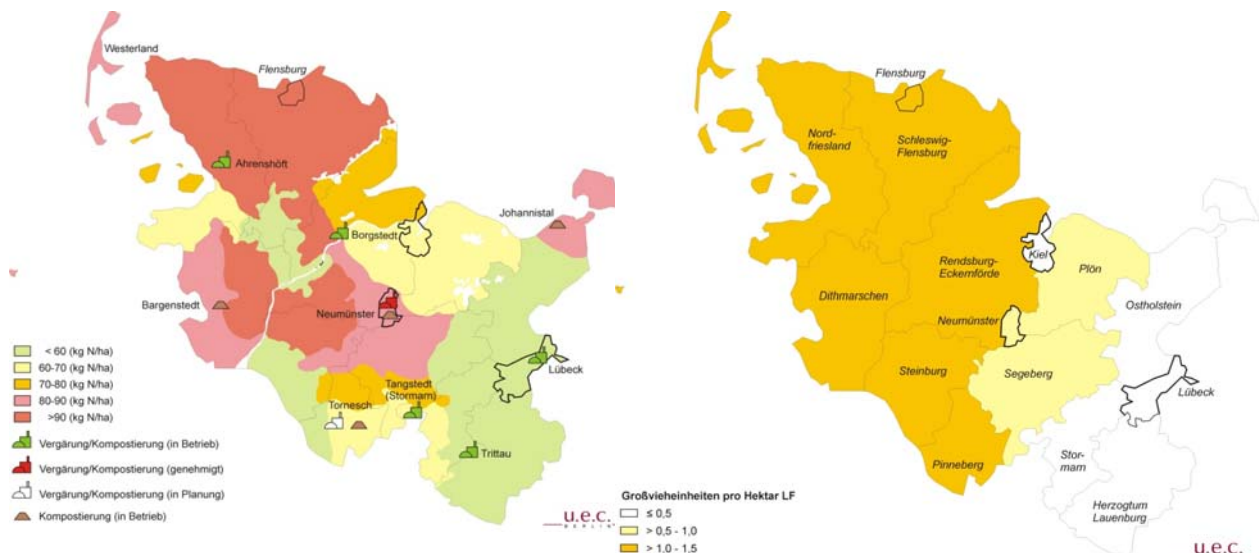 Westerland
Flensburg
Ahrenshöft
Johannistal
Borgstedt
Bargenstedt
Neumünster
Lübeck
Tangstedt
(Stormarn)
Tornesch
Trittau
< 60 (kg N/ha)
60-70 (kg N/ha)
70-80 (kg N/ha)
80-90 (kg N/ha)
>90 (kg N/ha)
Vergärung/Kompostierung (in Betrieb)
Vergärung/Kompostierung (genehmigt)
Vergärung/Kompostierung (in Planung)
Kompostierung (in Betrieb)
u.e.c.
BERLIN
Flensburg
Nord-
friesland
Schleswig-
Flensburg
Kiel
Rendsburg-
Eckernförde
Plön
Dithmarschen
Ostholstein
Neumünster
Steinburg
Segeberg
Lübeck
Pinneberg
Stor-
marn
Herzogtum
Lauenburg
Großvieheinheiten pro Hektar LF
≤ 0,5
> 0,5 - 1,0
> 1,0 - 1,5
u.e.c.